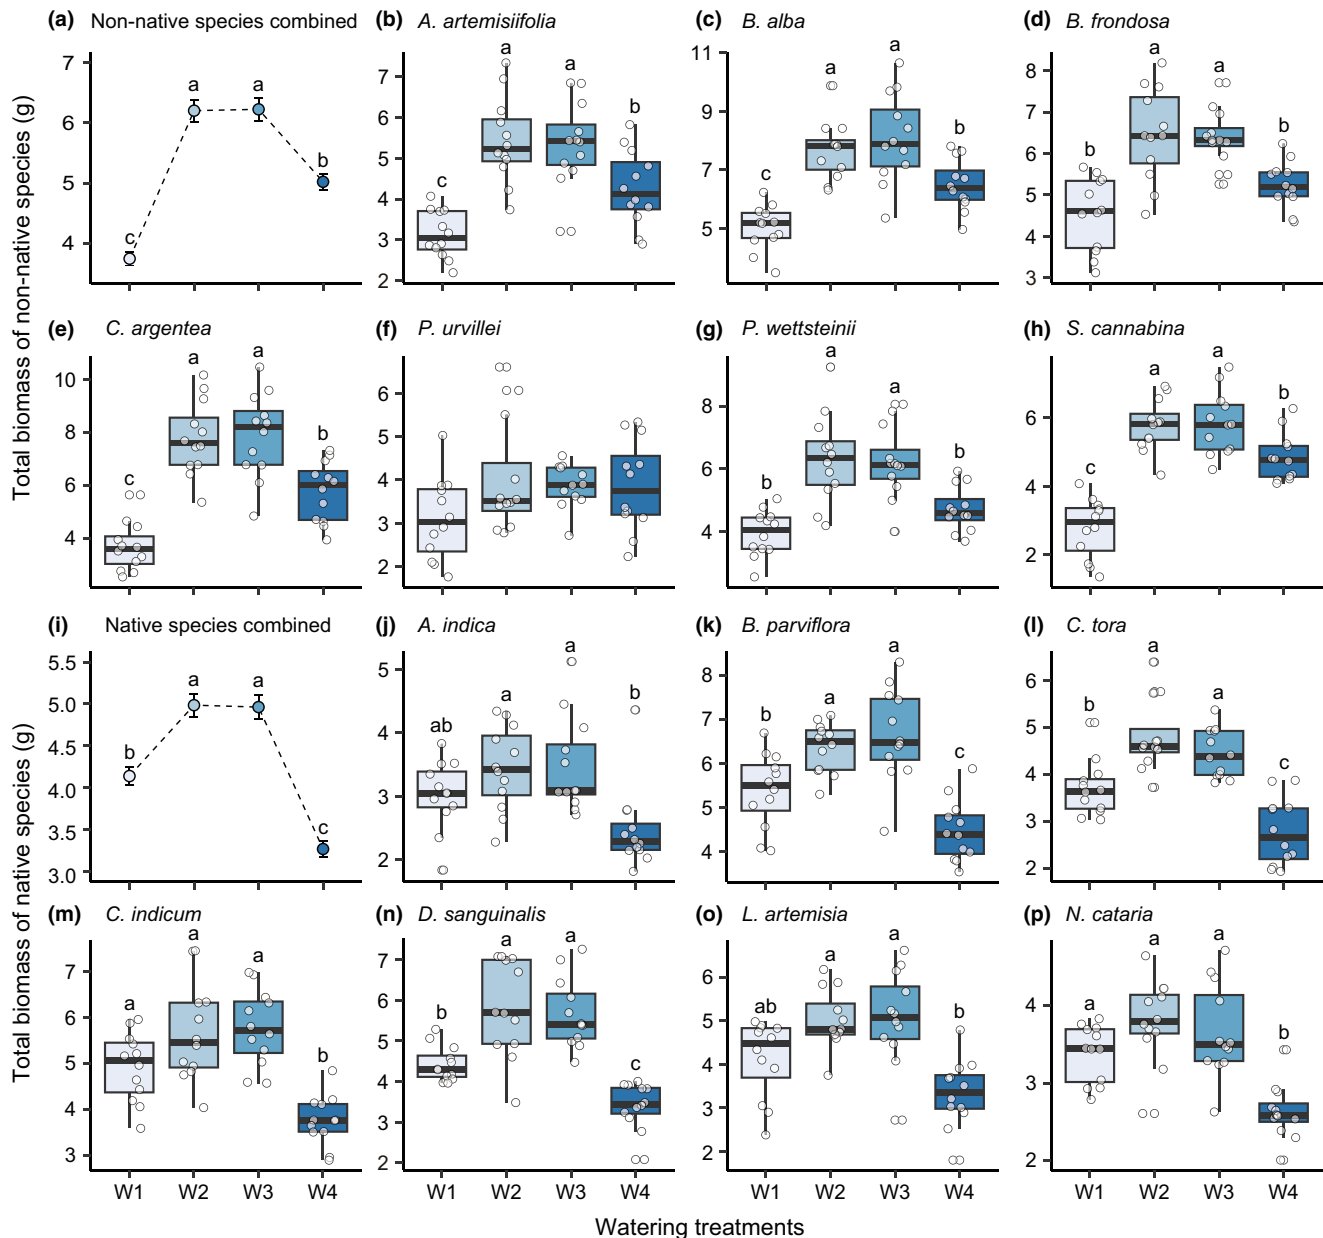 (a) Non-native species combined
(b) A. artemisiifolia
(c) B. alba
(d) B. frondosa
Total biomass of non-native species (g)
7
6
5
4
c
a
a
b
7
6
5
4
3
2
c
a
a
b
11
9
7
5
c
a
a
b
8
7
6
5
4
3
b
a
a
b
(e) C. argentea
(f) P. urvillei
(g) P. wettsteinii
(h) S. cannabina
10
8
6
4
c
a
a
b
6
5
4
3
2
8
6
4
b
a
a
b
6
4
2
c
a
a
b
(i) Native species combined
(j) A. indica
(k) B. parviflora
(l) C. tora
Total biomass of native species (g)
5.5
5.0
4.5
4.0
3.5
3.0
b
a
a
c
5
4
3
2
ab
a
a
b
8
7
6
5
4
b
a
a
c
6
5
4
3
2
b
a
a
c
(m) C. indicum
(n) D. sanguinalis
(o) L. artemisia
(p) N. cataria
7
6
5
4
3
a
a
a
b
7
6
5
4
3
2
b
a
a
c
6
5
4
3
2
ab
a
a
b
4
3
2
a
a
a
b
W1 W2 W3 W4
W1 W2 W3 W4
W1 W2 W3 W4
W1 W2 W3 W4
Watering treatments